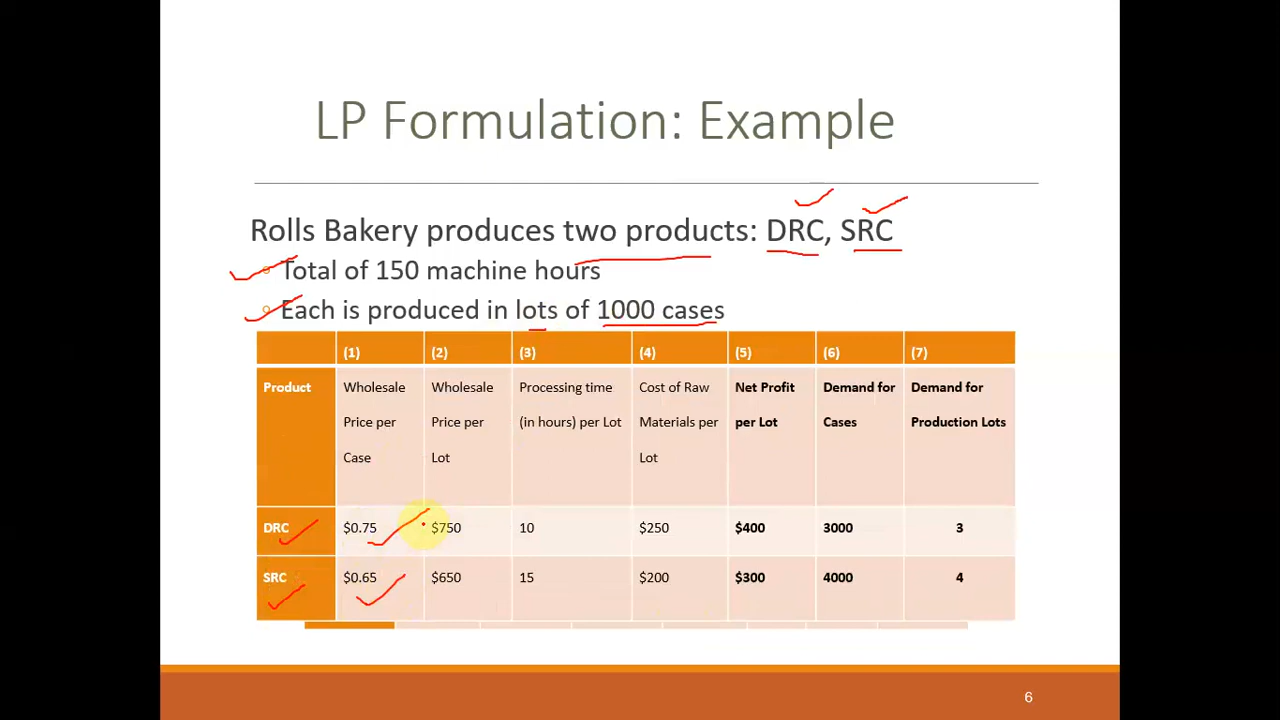 LP Formulation: Example
Rolls Bakery produces two products: DRC, SRC
Total of 150 machine hours
Each is produced in lots of 1000 cases
(1) (2) (3) (4) (5) (6) (7)
Product Wholesale Wholesale Processing time Cost of Raw Net Profit Demand for Demand for
Price per Price per (in hours) per Lot Materials per per Lot Cases Production Lots
Case Lot Lot
DRC $0.75 $750 10 $250 $400 3000 3
SRC $0.65 $650 15 $200 $300 4000 4
6